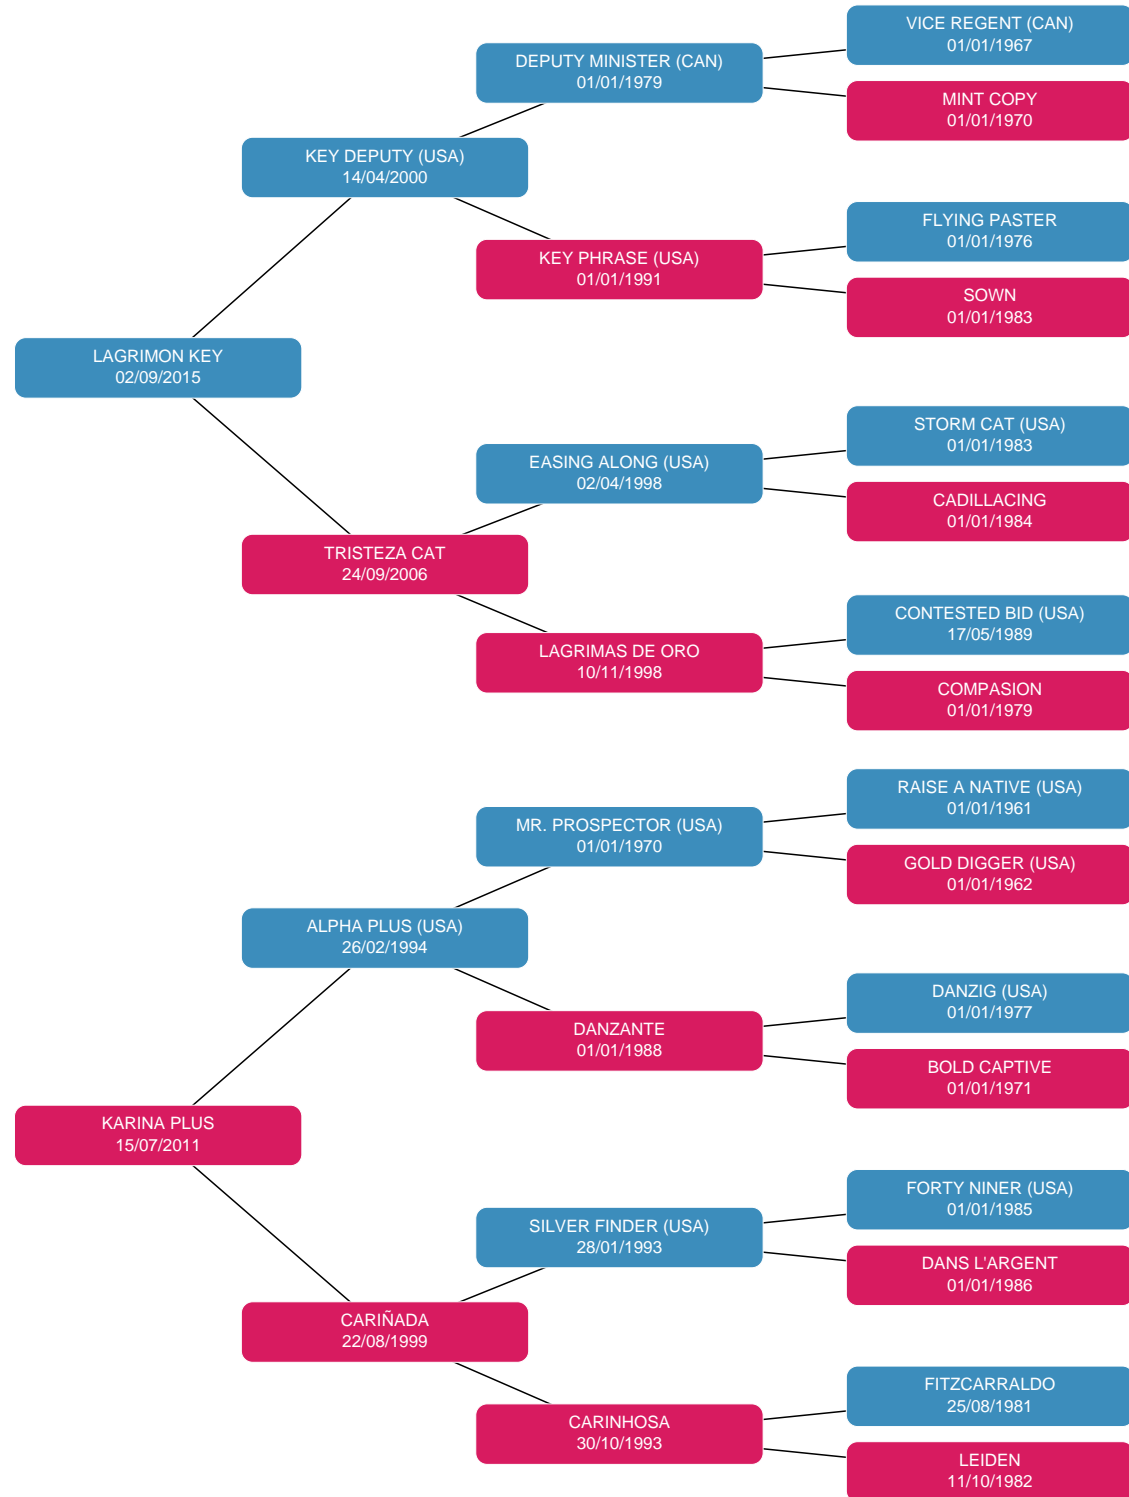 VICE REGENT (CAN)
01/01/1967
DEPUTY MINISTER (CAN)
01/01/1979
MINT COPY
01/01/1970
KEY DEPUTY (USA)
14/04/2000
FLYING PASTER
01/01/1976
KEY PHRASE (USA)
01/01/1991
SOWN
01/01/1983
LAGRIMON KEY
02/09/2015
STORM CAT (USA)
01/01/1983
EASING ALONG (USA)
02/04/1998
CADILLACING
01/01/1984
TRISTEZA CAT
24/09/2006
CONTESTED BID (USA)
17/05/1989
LAGRIMAS DE ORO
10/11/1998
COMPASION
01/01/1979
RAISE A NATIVE (USA)
01/01/1961
MR. PROSPECTOR (USA)
01/01/1970
GOLD DIGGER (USA)
01/01/1962
ALPHA PLUS (USA)
26/02/1994
DANZIG (USA)
01/01/1977
DANZANTE
01/01/1988
BOLD CAPTIVE
01/01/1971
KARINA PLUS
15/07/2011
FORTY NINER (USA)
01/01/1985
SILVER FINDER (USA)
28/01/1993
DANS L'ARGENT
01/01/1986
CARIÑADA
22/08/1999
FITZCARRALDO
25/08/1981
CARINHOSA
30/10/1993
LEIDEN
11/10/1982